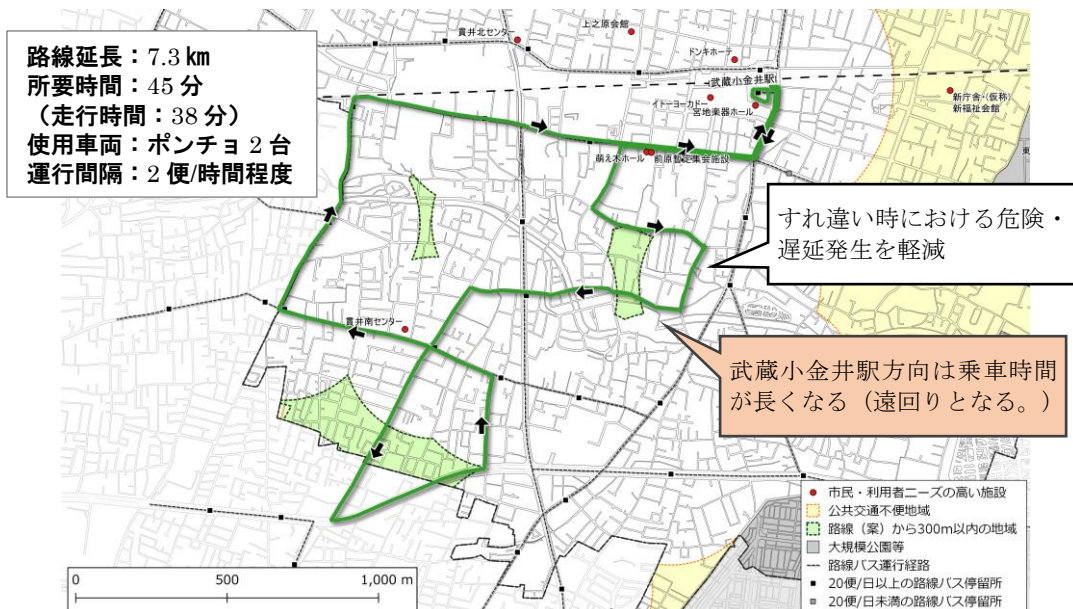 路線延長：7.3 km
所要時間：45 分
（走行時間：38 分）
使用車両：ポンチョ 2 台
運行間隔：2 便/時間程度
上之原会館
貫井北センター
ドンキホーテ
武蔵小金井駅
イトーヨーカドー
宮地楽器ホール
新庁舎・(仮称)
新福祉会館
東
萌え木ホール
前原暫定集会施設
すれ違い時における危険・
遅延発生を軽減
貫井南センター
武蔵小金井駅方向は乗車時間
が長くなる（遠回りとなる。）
市民・利用者ニーズの高い施設
公共交通不便地域
路線（案）から300m以内の地域
大規模公園等
路線バス運行経路
20便/日以上の路線バス停留所
20便/日未満の路線バス停留所
0 500 1,000 m